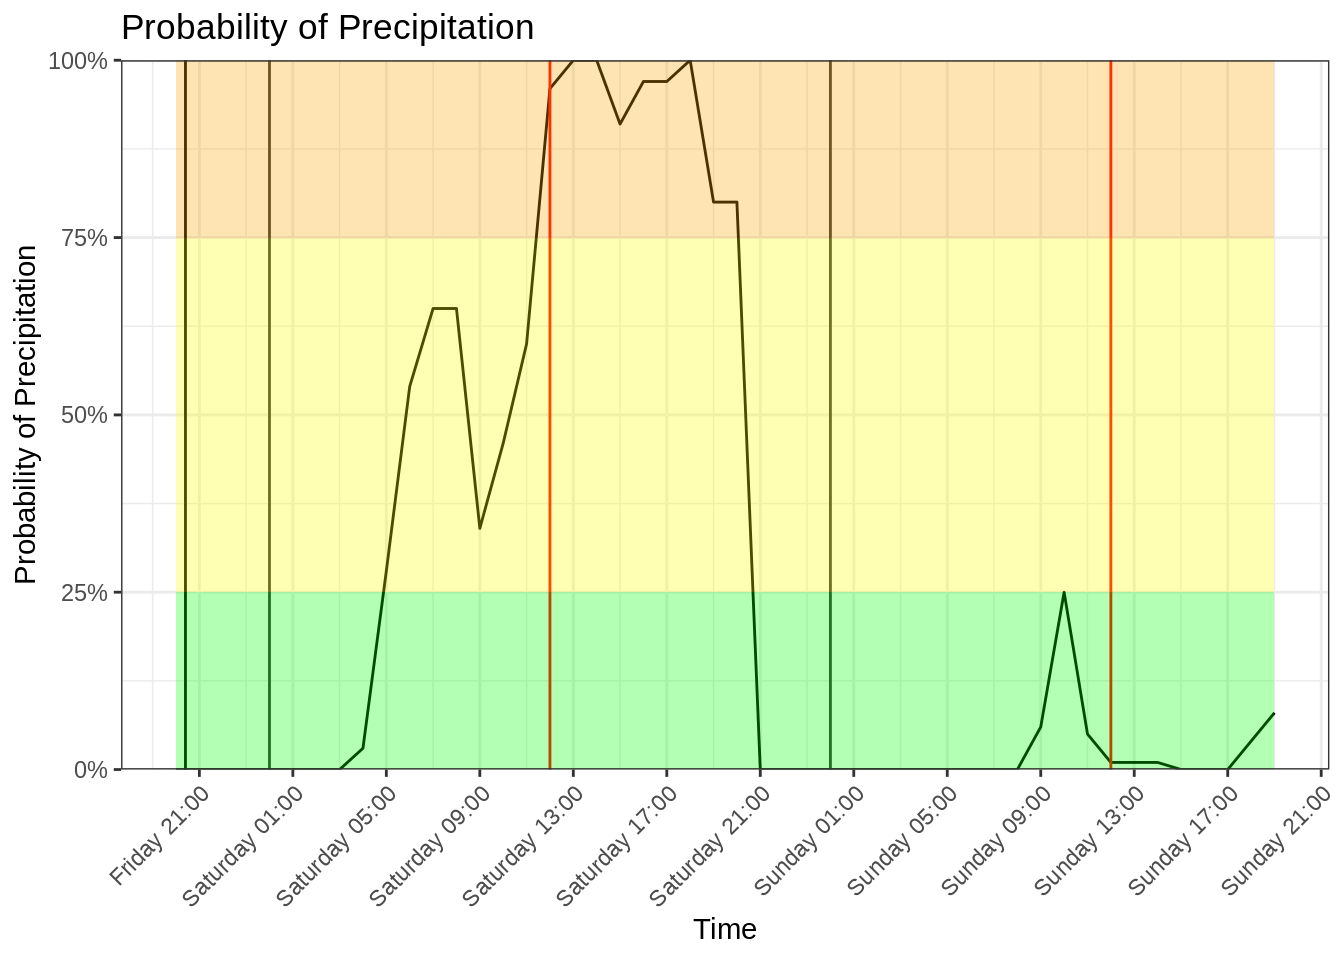 Probability of Precipitation
100%
75%
50%
25%
0%
Probability of Precipitation
Friday 21:00
Saturday 01:00
Saturday 05:00
Saturday 09:00
Saturday 13:00
Saturday 17:00
Saturday 21:00
Sunday 01:00
Sunday 05:00
Sunday 09:00
Sunday 13:00
Sunday 17:00
Sunday 21:00
Time